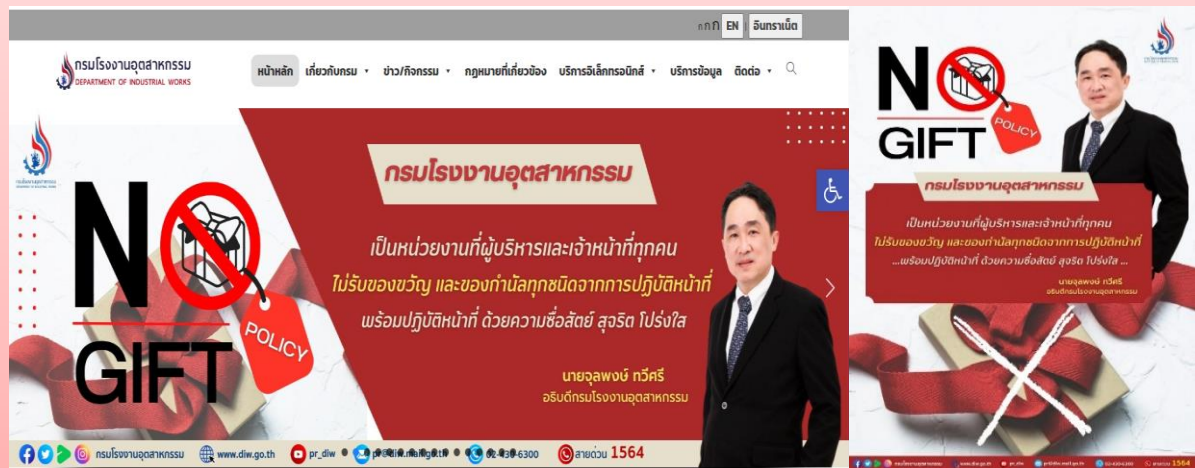 ก ก ก EN | อินทราเน็ต
กรมโรงงานอุตสาหกรรม
DEPARTMENT OF INDUSTRIAL WORKS
หน้าหลัก เกี่ยวกับกรม ข่าว/กิจกรรม กฎหมายที่เกี่ยวข้อง บริการอิเล็กทรอนิกส์ บริการข้อมูล ติดต่อ
NO
GIFT
POLICY
กรมโรงงานอุตสาหกรรม
เป็นหน่วยงานที่ผู้บริหารและเจ้าหน้าที่ทุกคน
ไม่รับของขวัญ และของกำนัลทุกชนิดจากการปฏิบัติหน้าที่
พร้อมปฏิบัติหน้าที่ ด้วยความซื่อสัตย์ สุจริต โปร่งใส
นายจุลพงษ์ ทวีศรี
อธิบดีกรมโรงงานอุตสาหกรรม
กรมโรงงานอุตสาหกรรม www.diw.go.th pr_diw สายด่วน 1564
NO
GIFT
POLICY
กรมโรงงานอุตสาหกรรม
เป็นหน่วยงานที่ผู้บริหารและเจ้าหน้าที่ทุกคน
ไม่รับของขวัญ และของกำนัลทุกชนิดจากการปฏิบัติหน้าที่
...พร้อมปฏิบัติหน้าที่ ด้วยความซื่อสัตย์ สุจริต โปร่งใส ...
นายจุลพงษ์ ทวีศรี
อธิบดีกรมโรงงานอุตสาหกรรม
สายด่วน 1564